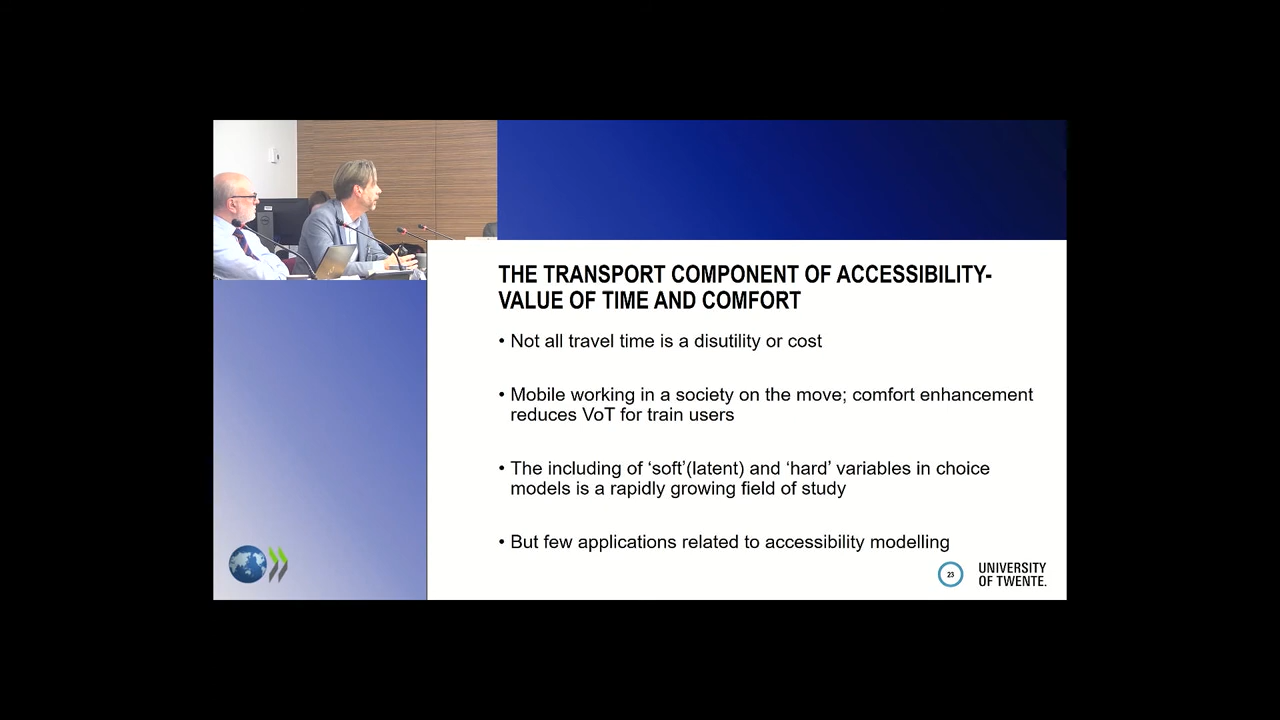 THE TRANSPORT COMPONENT OF ACCESSIBILITY-
VALUE OF TIME AND COMFORT
• Not all travel time is a disutility or cost
• Mobile working in a society on the move; comfort enhancement
reduces VoT for train users
• The including of ‘soft’(latent) and ‘hard’ variables in choice
models is a rapidly growing field of study
• But few applications related to accessibility modelling
23
UNIVERSITY
OF TWENTE.